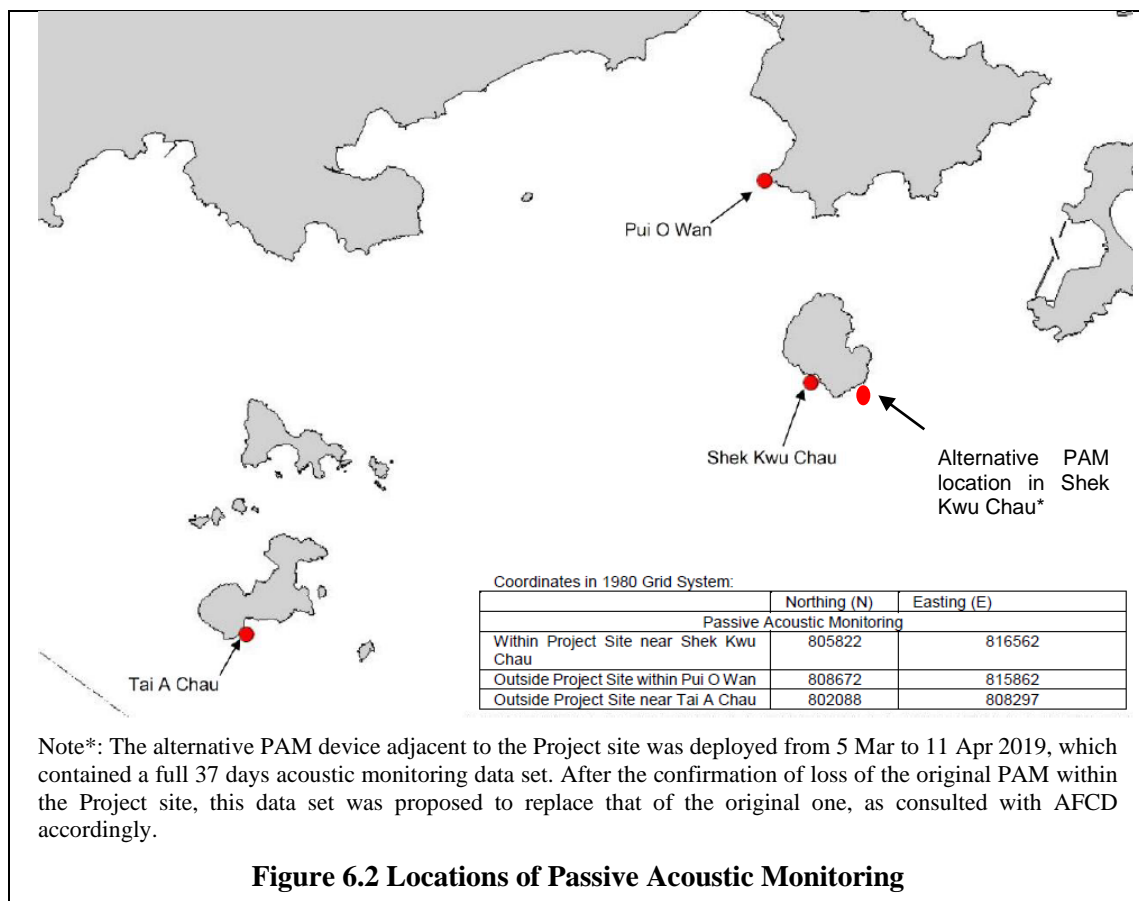 Pui O Wan
Shek Kwu Chau
Alternative PAM
location in Shek
Kwu Chau*
Tai A Chau
Coordinates in 1980 Grid System:
Northing (N) Easting (E)
Passive Acoustic Monitoring
Within Project Site near Shek Kwu 805822 816562
Chau
Outside Project Site within Pui O Wan 808672 815862
Outside Project Site near Tai A Chau 802088 808297
Note*: The alternative PAM device adjacent to the Project site was deployed from 5 Mar to 11 Apr 2019, which
contained a full 37 days acoustic monitoring data set. After the confirmation of loss of the original PAM within
the Project site, this data set was proposed to replace that of the original one, as consulted with AFCD
accordingly.
Figure 6.2 Locations of Passive Acoustic Monitoring